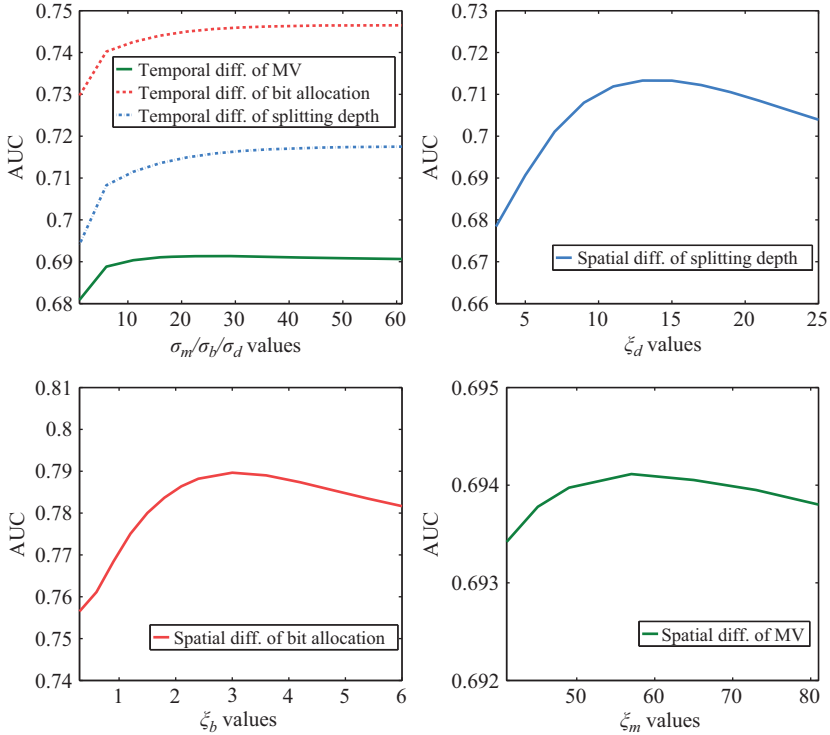 0.75
0.74
0.73
0.72
0.71
0.7
0.69
0.68
AUC
Temporal diff. of MV
Temporal diff. of bit allocation
Temporal diff. of splitting depth
10 20 30 40 50 60
σm/σb/σd values
0.73
0.72
0.71
0.7
0.69
0.68
0.67
0.66
AUC
Spatial diff. of splitting depth
5 10 15 20 25
ξd values
0.81
0.8
0.79
0.78
0.77
0.76
0.75
0.74
AUC
Spatial diff. of bit allocation
1 2 3 4 5 6
ξb values
0.695
0.694
0.693
0.692
AUC
Spatial diff. of MV
50 60 70 80
ξm values